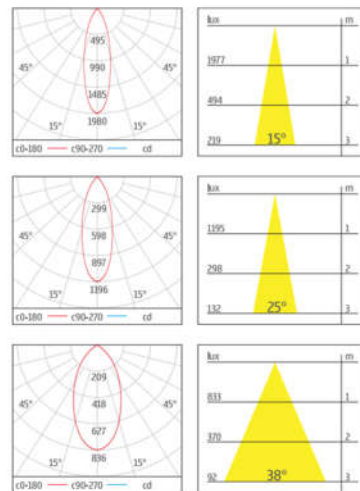 495
990
1485
1980
45° 45°
15° 15°
c0-180 c90-270 cd
lux m
1977 1
494 2
219 15° 3
299
598
897
1196
45° 45°
15° 15°
c0-180 c90-270 cd
lux m
1195 1
298 2
132 25° 3
209
418
627
836
45° 45°
15° 15°
c0-180 c90-270 cd
lux m
833 1
370 2
92 38° 3